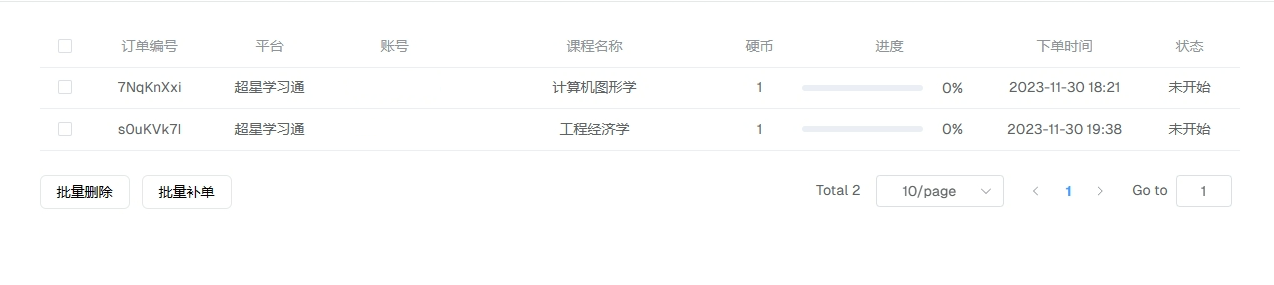 订单编号 平台 账号 课程名称 硬币 进度 下单时间 状态
7NqKnXxi 超星学习通 计算机图形学 1 0% 2023-11-30 18:21 未开始
s0uKVk7l 超星学习通 工程经济学 1 0% 2023-11-30 19:38 未开始
批量删除 批量补单 Total 2 10/page 1 Go to 1